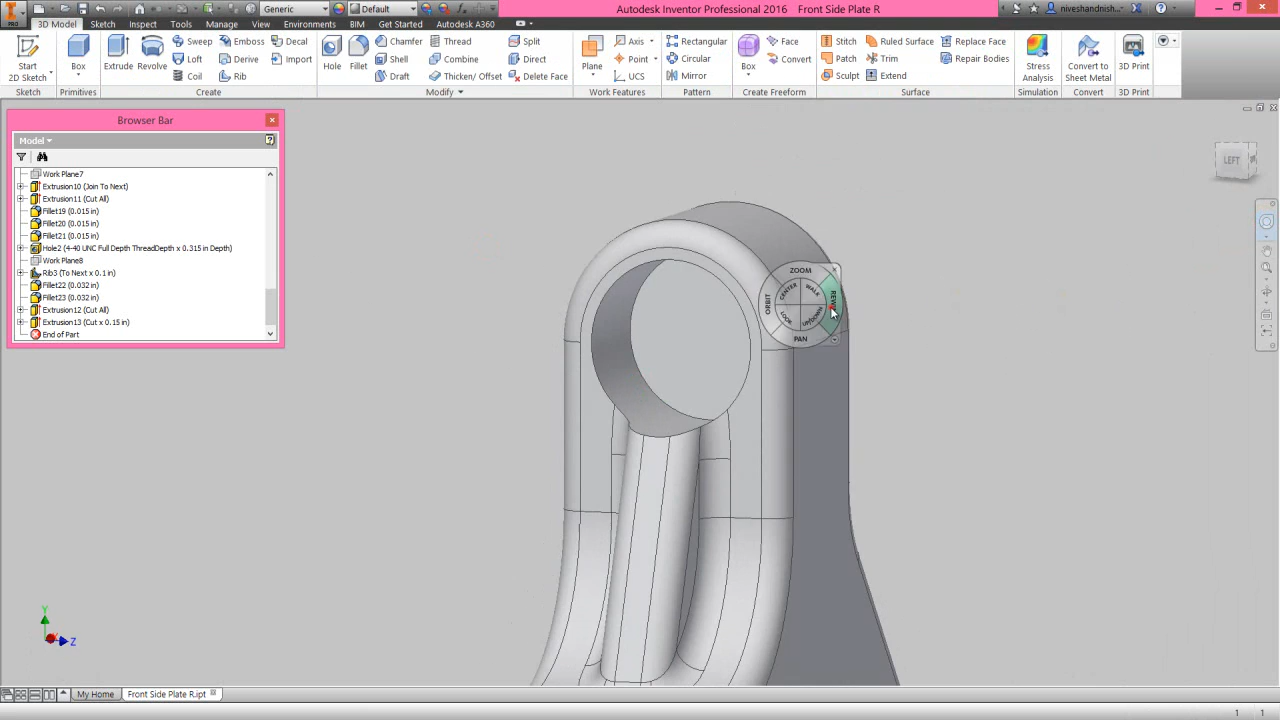 Generic
Default
Autodesk Inventor Professional 2016 Front Side Plate R
niveshandnish...
PRO
3D Model Sketch Inspect Tools Manage View Environments BIM Get Started Autodesk A360
Start
2D Sketch
Box
Extrude
Revolve
Sweep
Loft
Coil
Emboss
Derive
Rib
Decal
Import
Hole
Fillet
Chamfer
Shell
Draft
Thread
Combine
Thicken/ Offset
Split
Direct
Delete Face
Plane
Axis
Point
UCS
Rectangular
Circular
Mirror
Box
Face
Convert
Stitch
Patch
Sculpt
Ruled Surface
Trim
Extend
Replace Face
Repair Bodies
Stress
Analysis
Convert to
Sheet Metal
3D Print
Sketch Primitives Create Modify Work Features Pattern Create Freeform Surface Simulation Convert 3D Print
Browser Bar
Model
Work Plane7
Extrusion10 (Join To Next)
Extrusion11 (Cut All)
Fillet19 (0.015 in)
Fillet20 (0.015 in)
Fillet21 (0.015 in)
Hole2 (4-40 UNC Full Depth ThreadDepth x 0.315 in Depth)
Work Plane8
Rib3 (To Next x 0.1 in)
Fillet22 (0.032 in)
Fillet23 (0.032 in)
Extrusion12 (Cut All)
Extrusion13 (Cut x 0.15 in)
End of Part
LEFT
ZOOM
ORBIT
CENTER
WALK
LOOK
UP/DOWN
PAN
Y
Z
My Home
Front Side Plate R.ipt
1 1